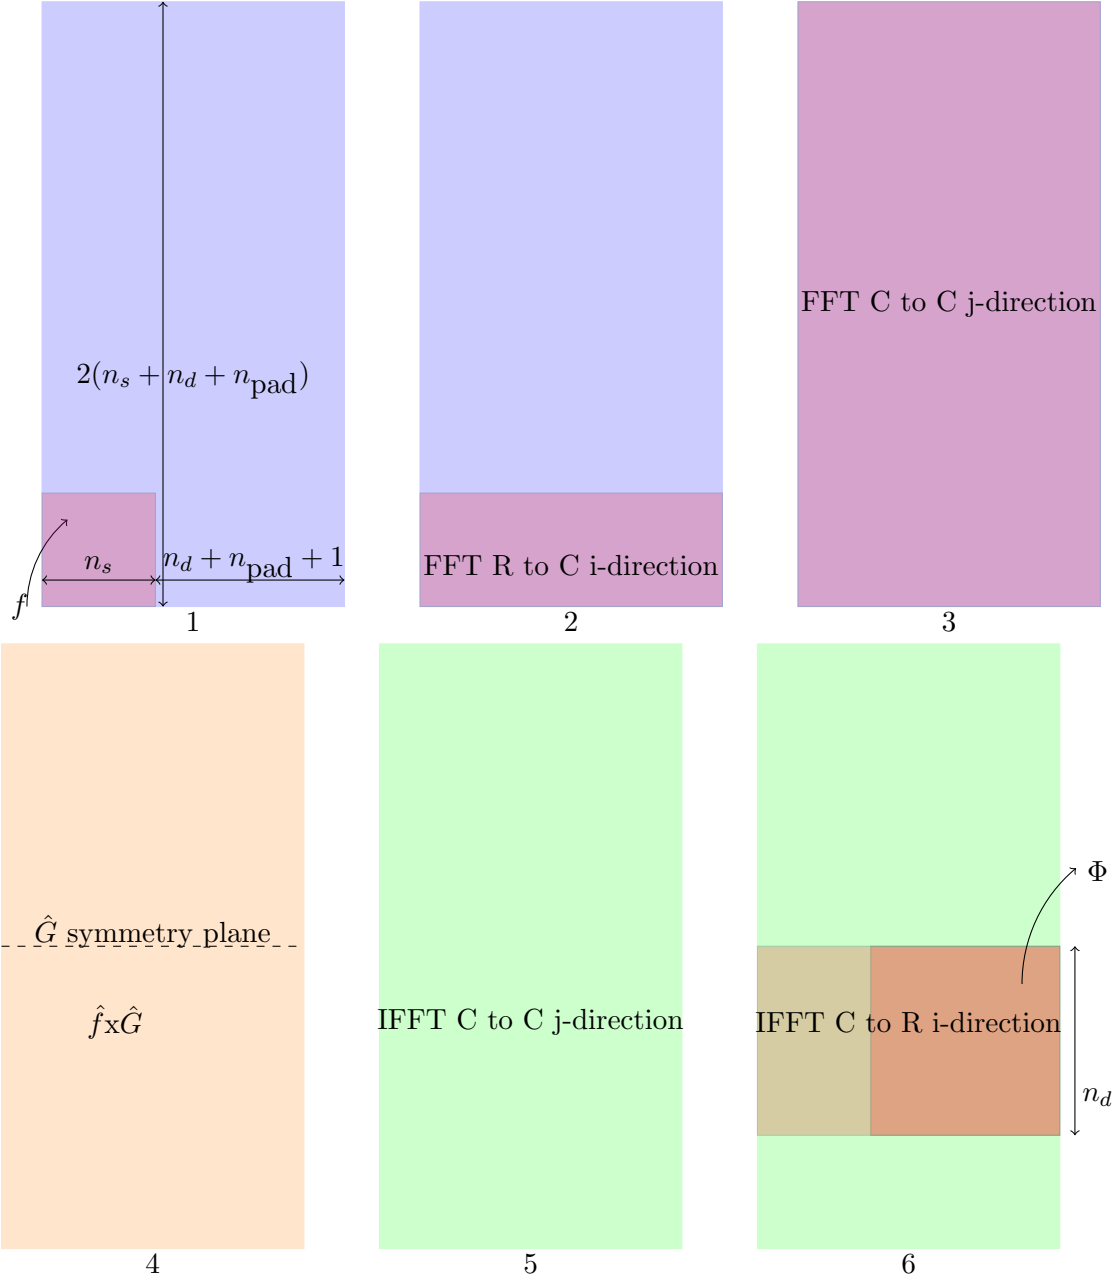 2(n_s + n_d + n_pad)
n_s
n_d + n_pad + 1
f
1
FFT R to C i-direction
2
FFT C to C j-direction
3
Ĝ symmetry plane
f̂xĜ
4
IFFT C to C j-direction
5
Φ
IFFT C to R i-direction
n_d
6